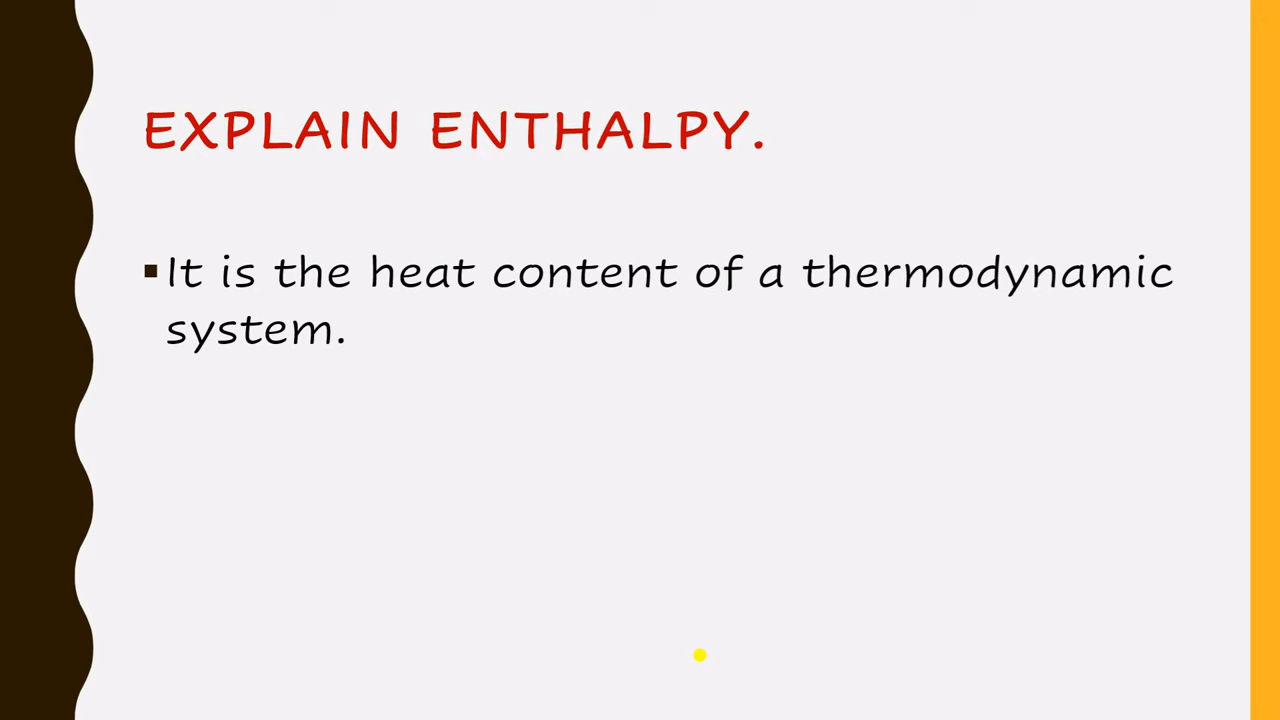 EXPLAIN ENTHALPY.
▪It is the heat content of a thermodynamic
system.